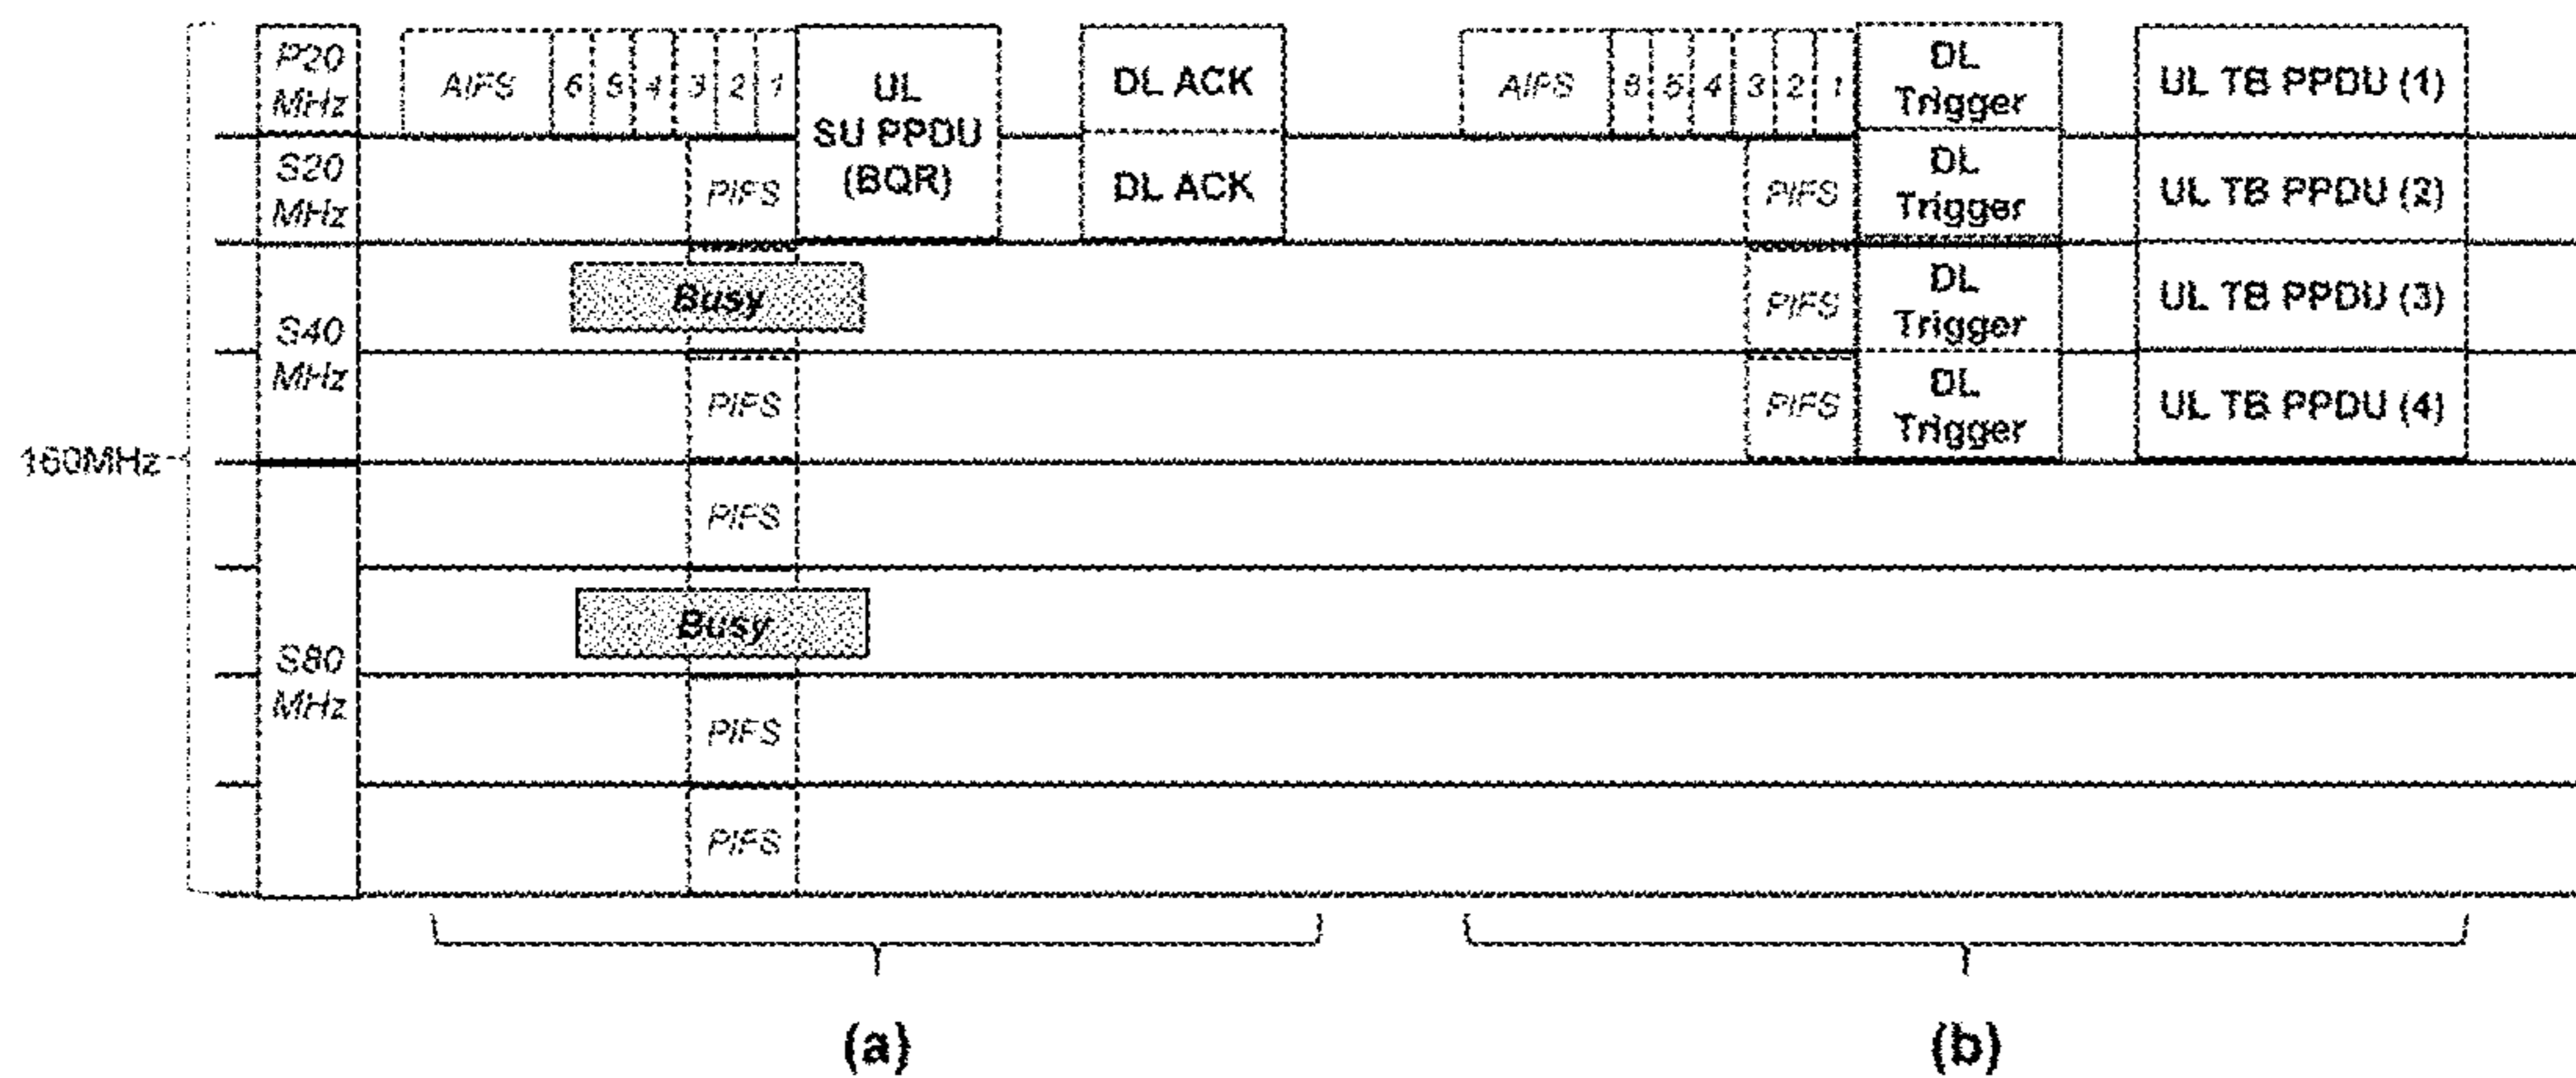 P20
MHz
AIFS 6 5 4 3 2 1
UL
SU PPDU
(BQR)
DL ACK
AIFS 6 5 4 3 2 1
DL
Trigger
UL TB PPDU (1)
S20
MHz
PIFS
DL ACK
PIFS
DL
Trigger
UL TB PPDU (2)
S40
MHz
Busy
PIFS
DL
Trigger
UL TB PPDU (3)
PIFS
PIFS
DL
Trigger
UL TB PPDU (4)
160MHz
S80
MHz
PIFS
Busy
PIFS
PIFS
(a)
(b)